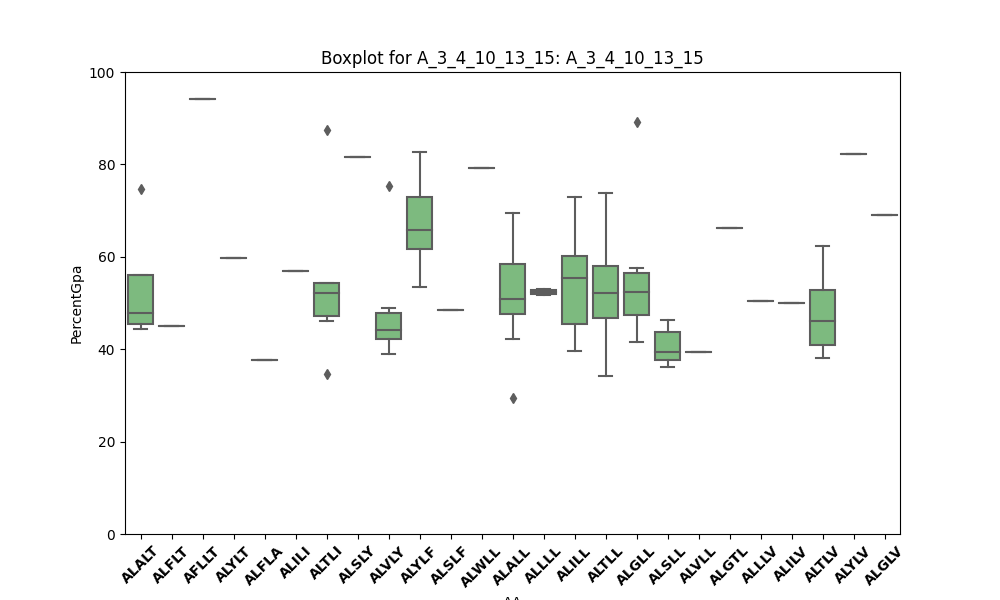 Boxplot for A_3_4_10_13_15: A_3_4_10_13_15
100
80
60
40
20
0
PercentGpa
ALALT ALFLT AFLLT ALYLT ALFLA ALILI ALTLI ALSLY ALVLY ALYLF ALSLF ALWLL ALALL ALLLL ALILL ALTLL ALGLL ALSLL ALVLL ALGTL ALLLV ALILV ALTLV ALYLV ALGLV